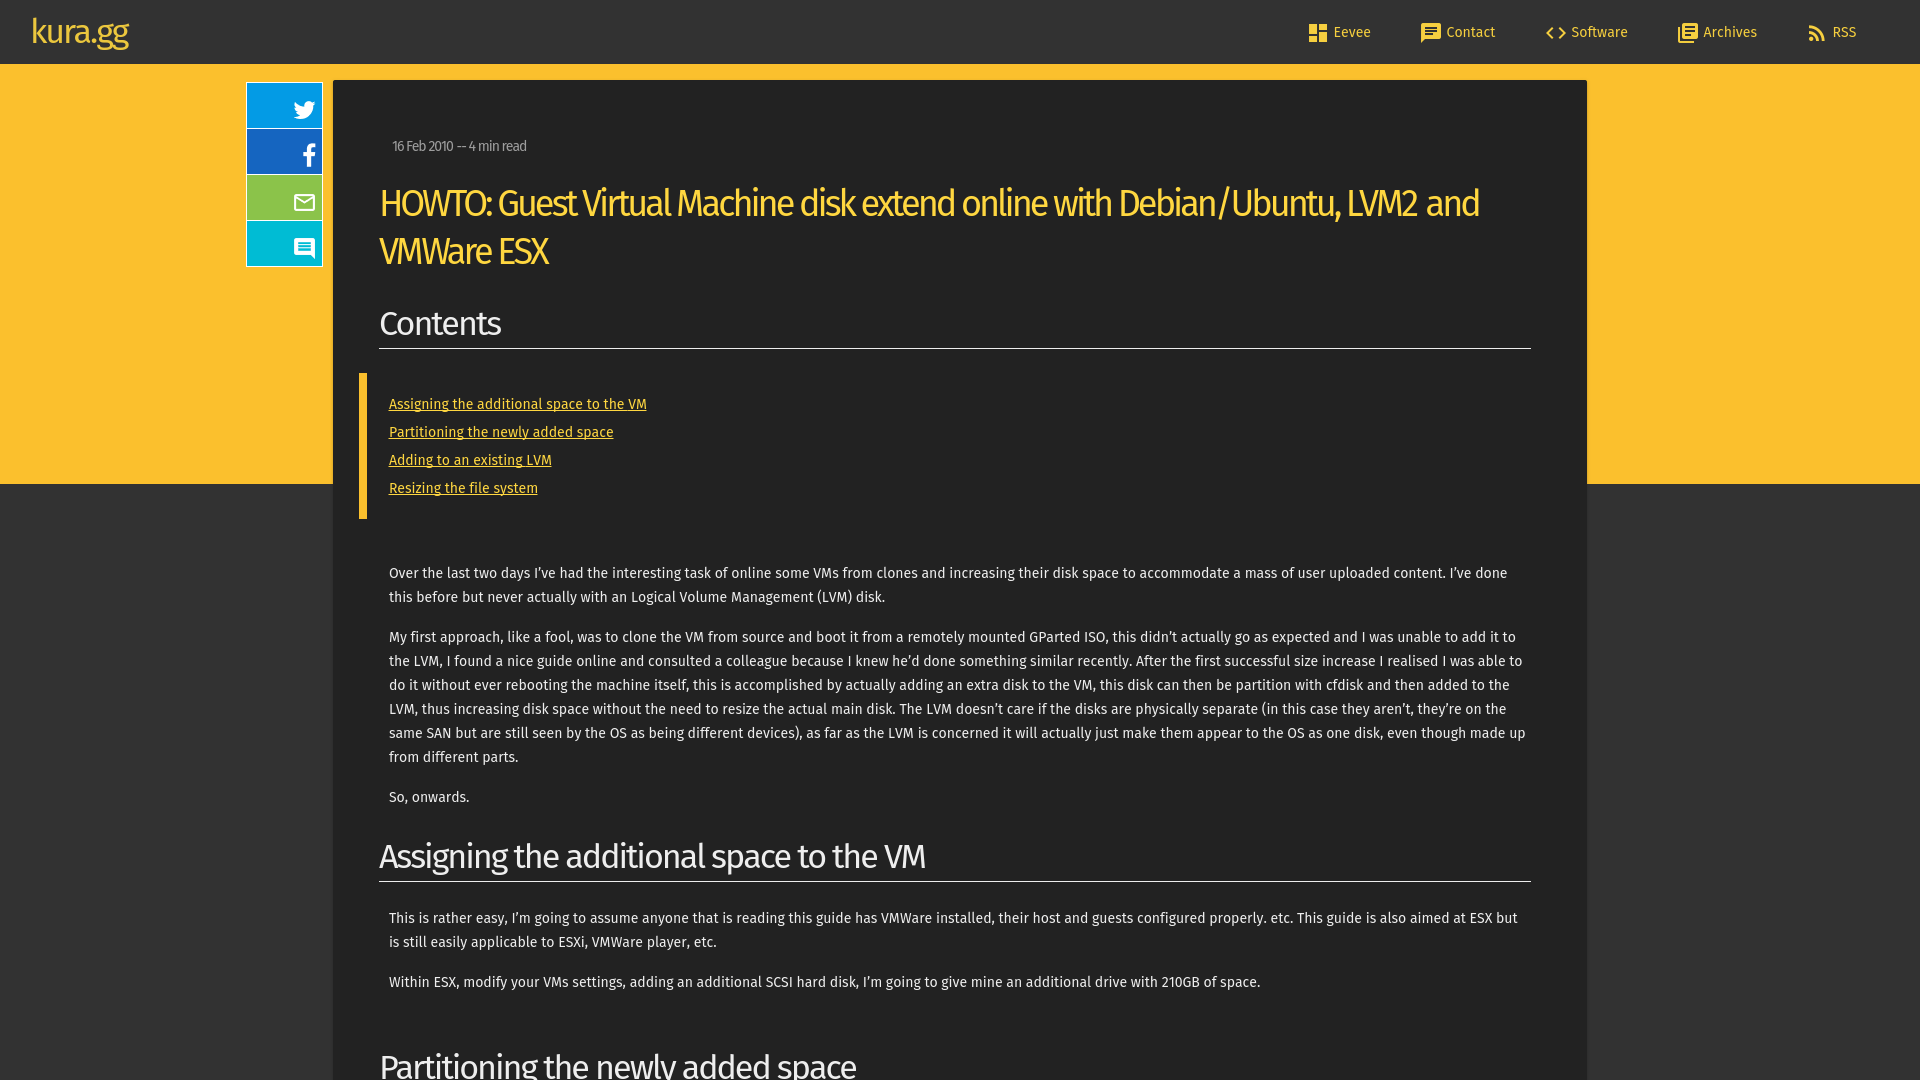 kura.gg
Eevee
Contact
Software
Archives
RSS
16 Feb 2010 -- 4 min read
HOWTO: Guest Virtual Machine disk extend online with Debian/Ubuntu, LVM2 and
VMWare ESX
Contents
Assigning the additional space to the VM
Partitioning the newly added space
Adding to an existing LVM
Resizing the file system
Over the last two days I’ve had the interesting task of online some VMs from clones and increasing their disk space to accommodate a mass of user uploaded content. I’ve done
this before but never actually with an Logical Volume Management (LVM) disk.
My first approach, like a fool, was to clone the VM from source and boot it from a remotely mounted GParted ISO, this didn’t actually go as expected and I was unable to add it to
the LVM, I found a nice guide online and consulted a colleague because I knew he’d done something similar recently. After the first successful size increase I realised I was able to
do it without ever rebooting the machine itself, this is accomplished by actually adding an extra disk to the VM, this disk can then be partition with cfdisk and then added to the
LVM, thus increasing disk space without the need to resize the actual main disk. The LVM doesn’t care if the disks are physically separate (in this case they aren’t, they’re on the
same SAN but are still seen by the OS as being different devices), as far as the LVM is concerned it will actually just make them appear to the OS as one disk, even though made up
from different parts.
So, onwards.
Assigning the additional space to the VM
This is rather easy, I’m going to assume anyone that is reading this guide has VMWare installed, their host and guests configured properly. etc. This guide is also aimed at ESX but
is still easily applicable to ESXi, VMWare player, etc.
Within ESX, modify your VMs settings, adding an additional SCSI hard disk, I’m going to give mine an additional drive with 210GB of space.
Partitioning the newly added space